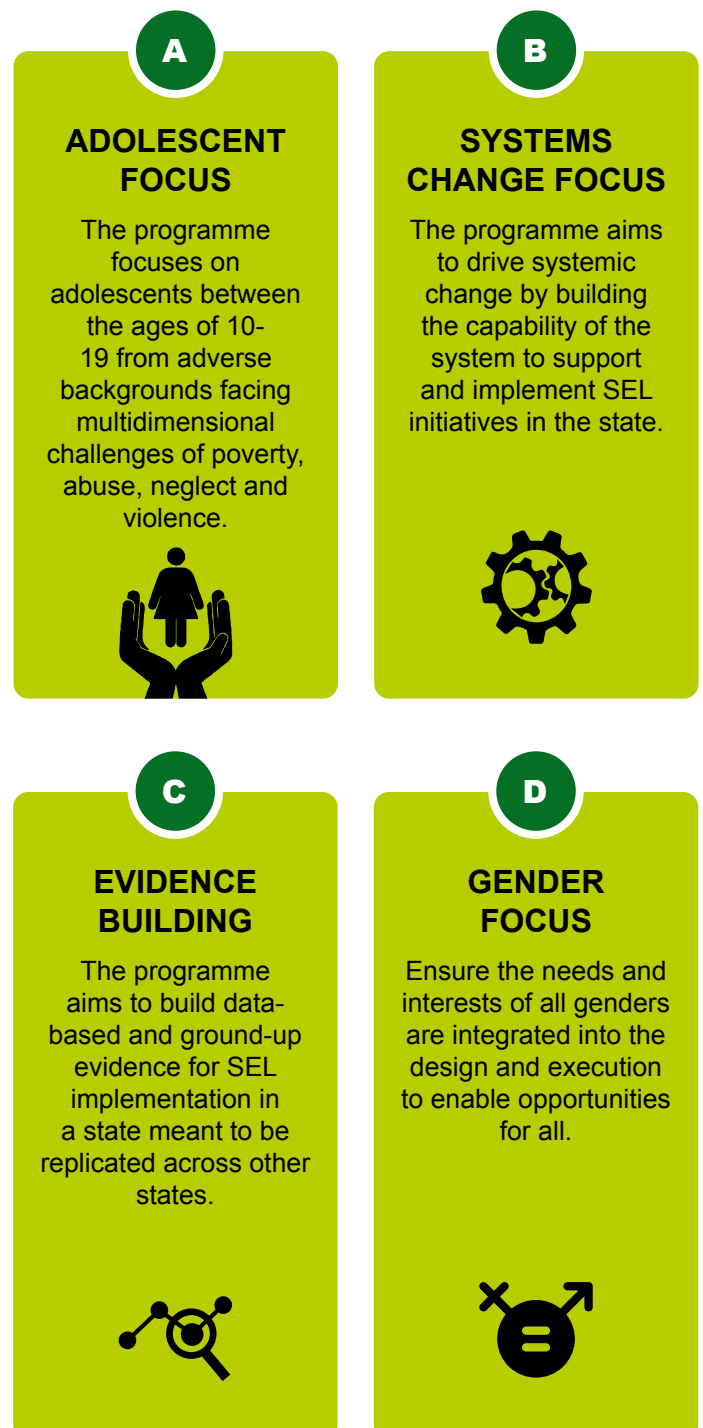 A
ADOLESCENT
FOCUS
The programme
focuses on
adolescents between
the ages of 10-
19 from adverse
backgrounds facing
multidimensional
challenges of poverty,
abuse, neglect and
violence.
B
SYSTEMS
CHANGE FOCUS
The programme aims
to drive systemic
change by building
the capability of the
system to support
and implement SEL
initiatives in the state.
C
EVIDENCE
BUILDING
The programme
aims to build data-
based and ground-up
evidence for SEL
implementation in
a state meant to be
replicated across other
states.
D
GENDER
FOCUS
Ensure the needs and
interests of all genders
are integrated into the
design and execution
to enable opportunities
for all.